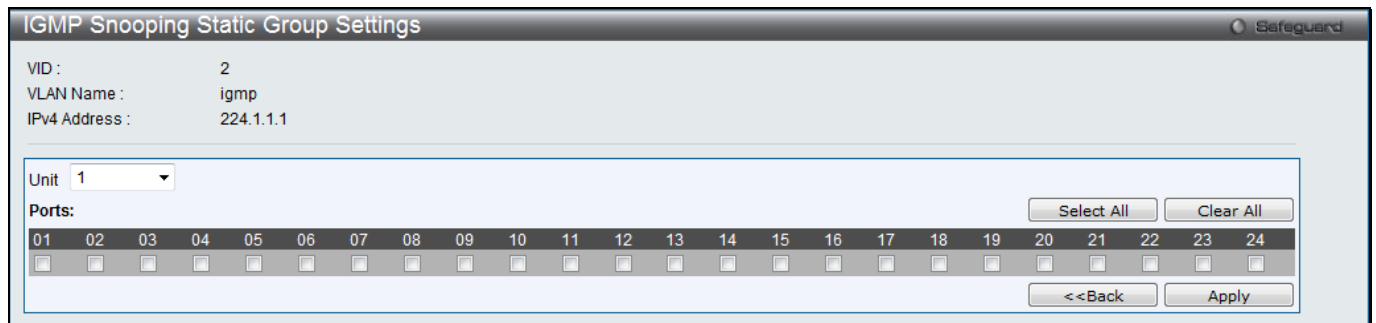 IGMP Snooping Static Group Settings
Safeguard
VID : 2
VLAN Name : igmp
IPv4 Address : 224.1.1.1
Unit 1
Ports: Select All Clear All
01 02 03 04 05 06 07 08 09 10 11 12 13 14 15 16 17 18 19 20 21 22 23 24
<<Back Apply